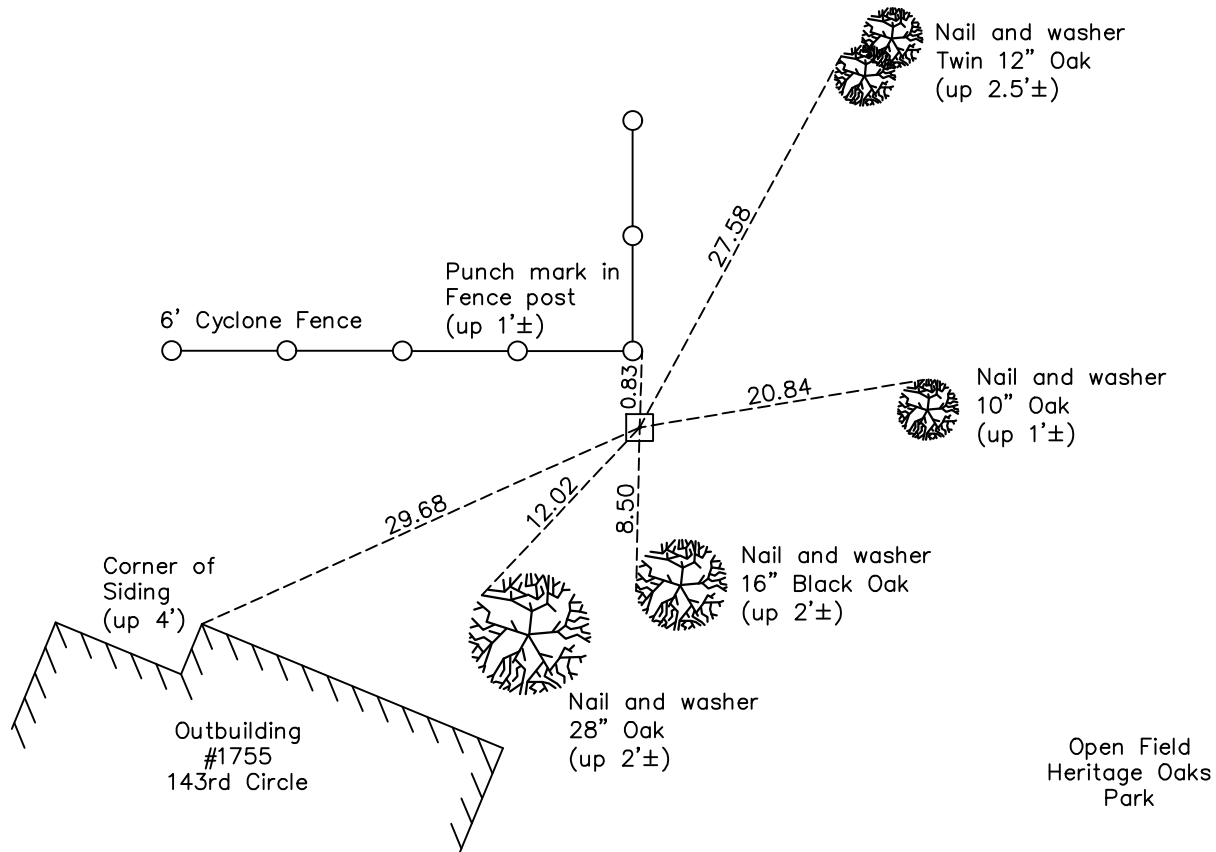 Nail and washer
Twin 12" Oak
(up 2.5'±)
27.58
Punch mark in
Fence post
(up 1'±)
6' Cyclone Fence
0.83
20.84
Nail and washer
10" Oak
(up 1'±)
29.68
12.02
8.50
Corner of
Siding
(up 4')
Nail and washer
16" Black Oak
(up 2'±)
Nail and washer
28" Oak
(up 2'±)
Outbuilding
#1755
143rd Circle
Open Field
Heritage Oaks
Park